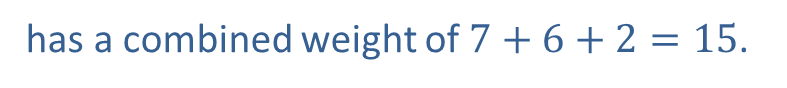 has a combined weight of 7 + 6 + 2 = 15.